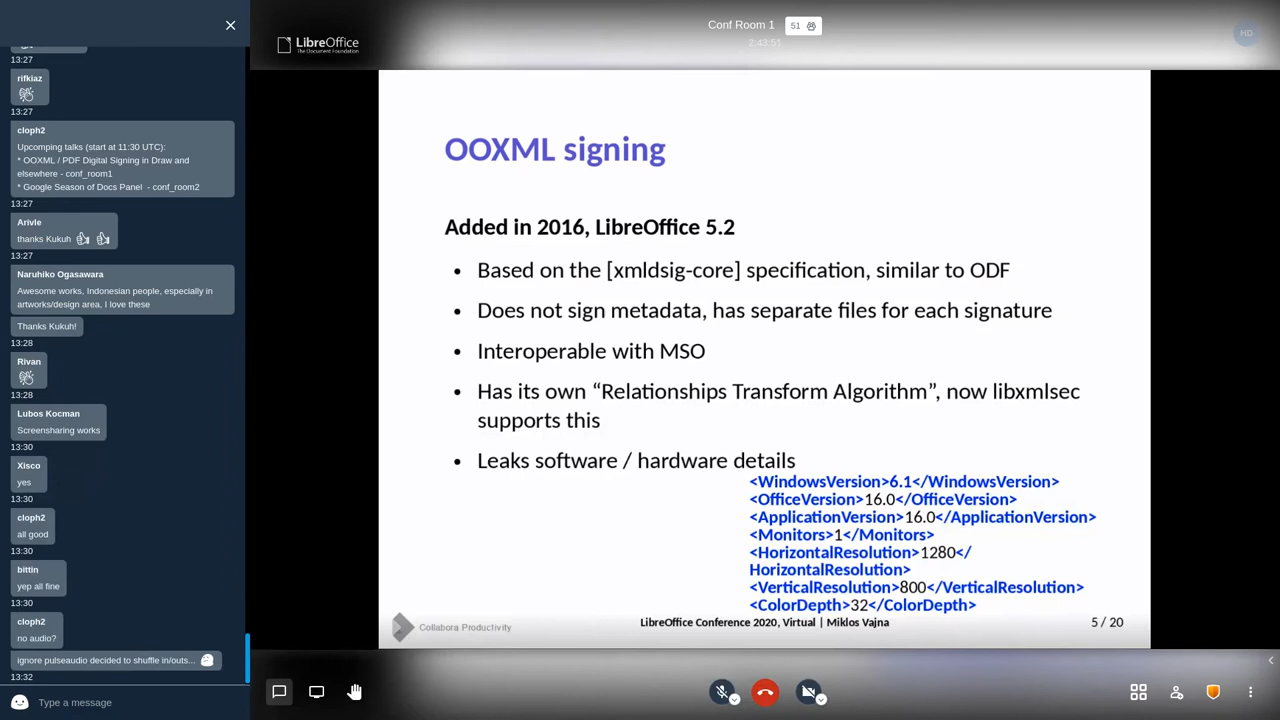 13:27
rifkiaz
13:27
cloph2
Upcomping talks (start at 11:30 UTC):
* OOXML / PDF Digital Signing in Draw and
elsewhere - conf_room1
* Google Season of Docs Panel - conf_room2
13:27
Arivle
thanks Kukuh
13:27
Naruhiko Ogasawara
Awesome works, Indonesian people, especially in
artworks/design area, I love these
Thanks Kukuh!
13:28
Rivan
13:28
Lubos Kocman
Screensharing works
13:30
Xisco
yes
13:30
cloph2
all good
13:30
bittin
yep all fine
13:30
cloph2
no audio?
ignore pulseaudio decided to shuffle in/outs...
13:32
Type a message
LibreOffice
The Document Foundation
Conf Room 1
51
2:43:51
HD
OOXML signing
Added in 2016, LibreOffice 5.2
• Based on the [xmldsig-core] specification, similar to ODF
• Does not sign metadata, has separate files for each signature
• Interoperable with MSO
• Has its own “Relationships Transform Algorithm”, now libxmlsec
supports this
• Leaks software / hardware details
<WindowsVersion>6.1</WindowsVersion>
<OfficeVersion>16.0</OfficeVersion>
<ApplicationVersion>16.0</ApplicationVersion>
<Monitors>1</Monitors>
<HorizontalResolution>1280</
HorizontalResolution>
<VerticalResolution>800</VerticalResolution>
<ColorDepth>32</ColorDepth>
Collabora Productivity
LibreOffice Conference 2020, Virtual | Miklos Vajna
5 / 20